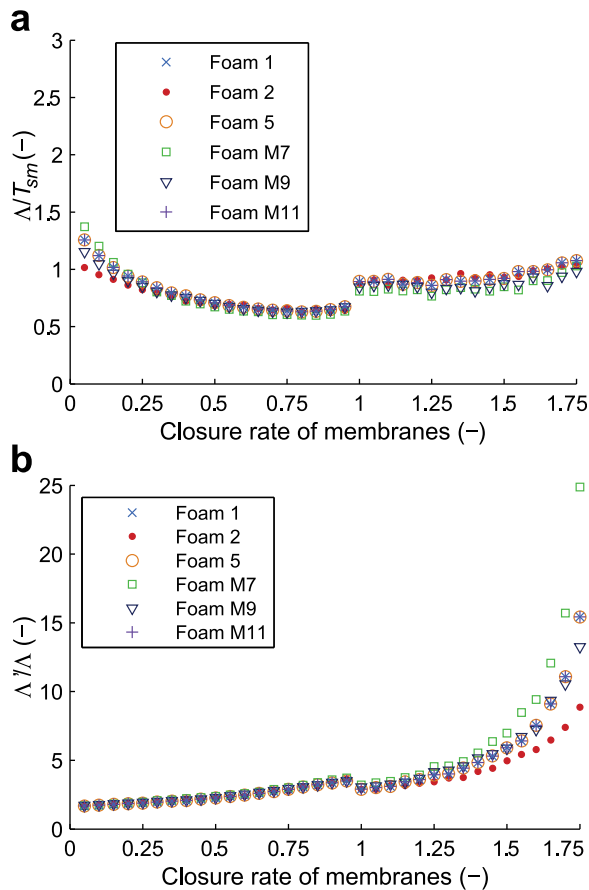 a
3
2.5
2
1.5
1
0.5
0
Λ/Tsm (−)
Foam 1
Foam 2
Foam 5
Foam M7
Foam M9
Foam M11
0 0.25 0.5 0.75 1 1.25 1.5 1.75
Closure rate of membranes (−)
b
25
20
15
10
5
0
Λ'/Λ (−)
Foam 1
Foam 2
Foam 5
Foam M7
Foam M9
Foam M11
0 0.25 0.5 0.75 1 1.25 1.5 1.75
Closure rate of membranes (−)